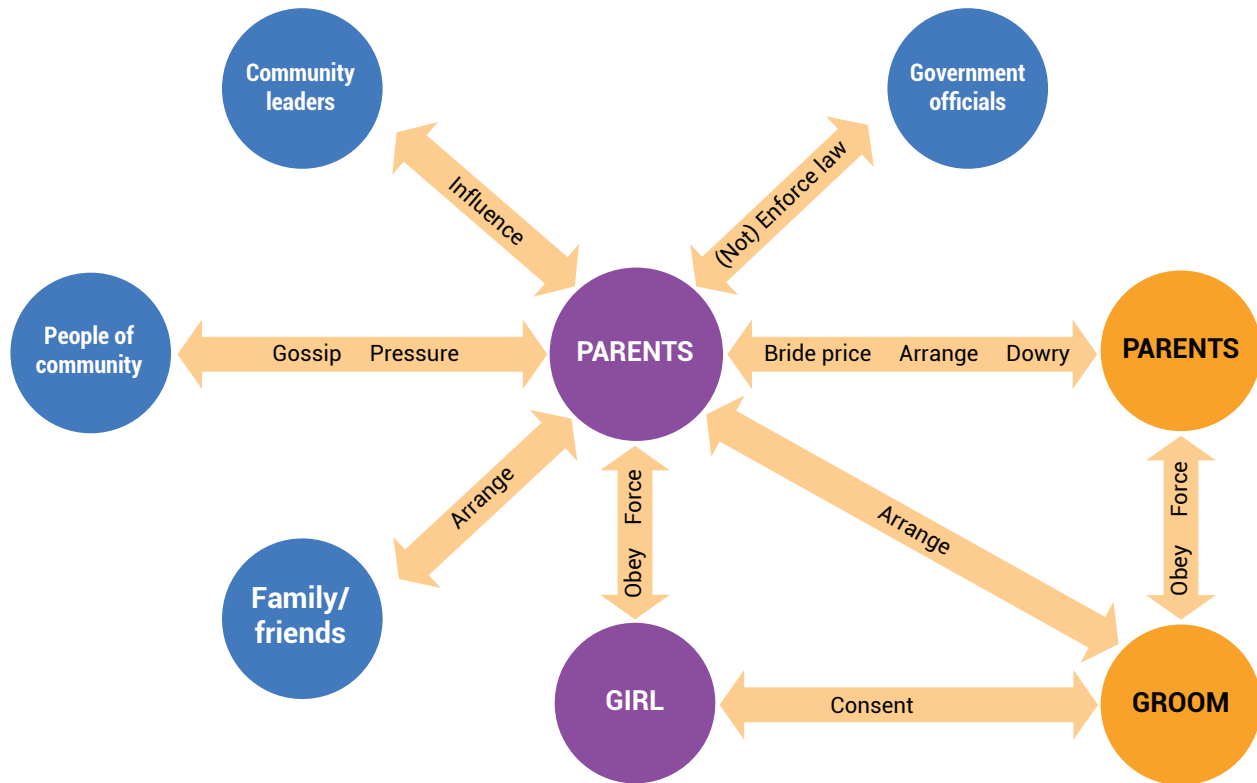 Community
leaders
Government
officials
Influence
(Not) Enforce law
People of
community
Gossip Pressure
PARENTS
Bride price Arrange Dowry
PARENTS
Arrange
Obey Force
Arrange
Obey Force
Family/
friends
GIRL
Consent
GROOM